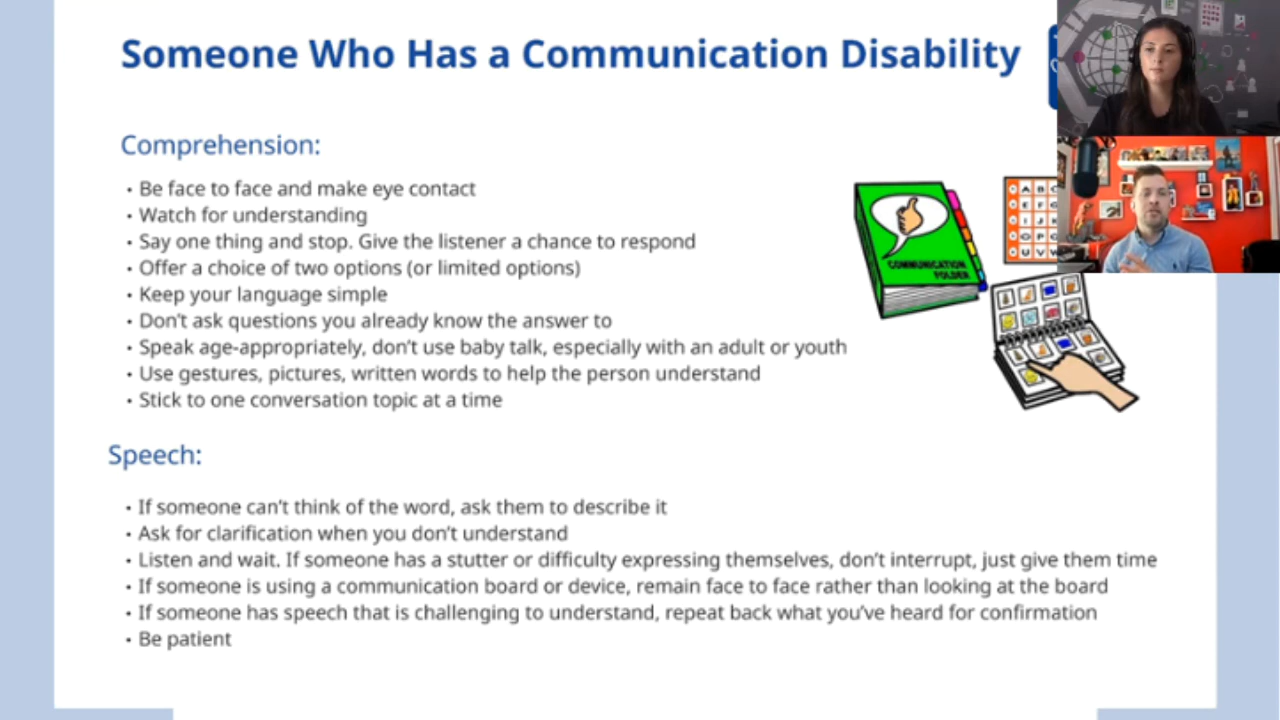 Someone Who Has a Communication Disability
Comprehension:
• Be face to face and make eye contact
• Watch for understanding
• Say one thing and stop. Give the listener a chance to respond
• Offer a choice of two options (or limited options)
• Keep your language simple
• Don't ask questions you already know the answer to
• Speak age-appropriately, don't use baby talk, especially with an adult or youth
• Use gestures, pictures, written words to help the person understand
• Stick to one conversation topic at a time
COMMUNICATION
FOLDER
A B
E F
I J
O P
U V
Speech:
• If someone can't think of the word, ask them to describe it
• Ask for clarification when you don't understand
• Listen and wait. If someone has a stutter or difficulty expressing themselves, don't interrupt, just give them time
• If someone is using a communication board or device, remain face to face rather than looking at the board
• If someone has speech that is challenging to understand, repeat back what you've heard for confirmation
• Be patient